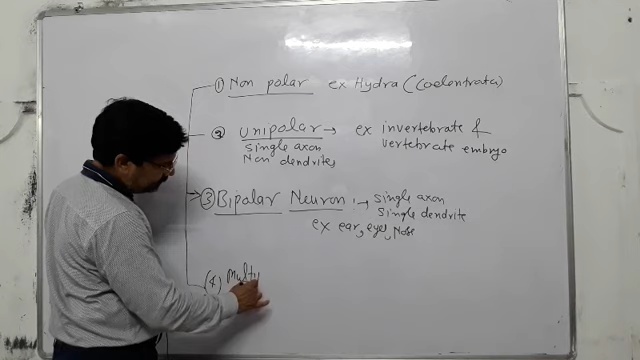 ① Non polar ex Hydra (Coelentrata)
② Unipolar → ex invertebrate &
single axon vertebrate embryo
Non dendrites
③ Bipolar Neuron → single axon
single dendrite
ex ear, eye, Nose
(4) Multi